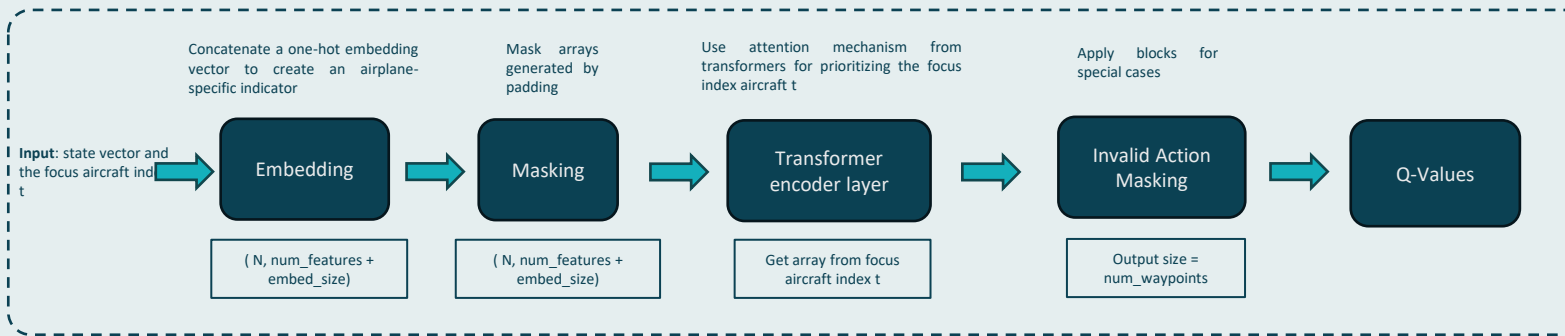 Concatenate a one-hot embedding
vector to create an airplane-
specific indicator
Mask arrays
generated by
padding
Use attention mechanism from
transformers for prioritizing the focus
index aircraft t
Apply blocks for
special cases
Input: state vector and
the focus aircraft
t
Embedding
Masking
Transformer
encoder layer
Invalid Action
Masking
Q-Values
( N, num_features +
embed_size)
( N, num_features +
embed_size)
Get array from focus
aircraft index t
Output size =
num_waypoints